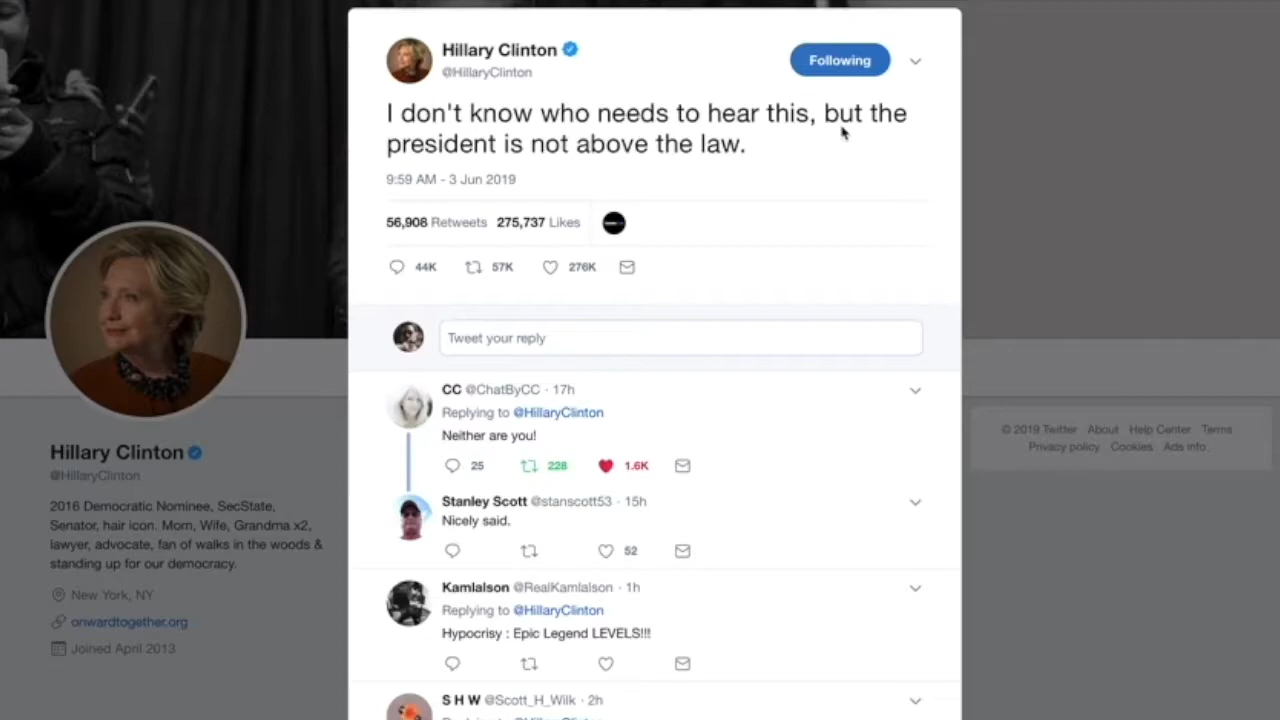 Hillary Clinton
@HillaryClinton
Following
I don't know who needs to hear this, but the
president is not above the law.
9:59 AM - 3 Jun 2019
56,908 Retweets 275,737 Likes
44K 57K 276K
Tweet your reply
CC @ChatByCC · 17h
Replying to @HillaryClinton
Neither are you!
25 228 1.6K
Stanley Scott @stanscott53 · 15h
Nicely said.
52
Kamlalson @RealKamlalson · 1h
Replying to @HillaryClinton
Hypocrisy : Epic Legend LEVELS!!!
S H W @Scott_H_Wilk · 2h
Hillary Clinton
@HillaryClinton
2016 Democratic Nominee, SecState,
Senator, hair icon. Mom, Wife, Grandma x2,
lawyer, advocate, fan of walks in the woods &
standing up for our democracy.
New York, NY
onwardtogether.org
Joined April 2013
© 2019 Twitter About Help Center Terms
Privacy policy Cookies Ads info